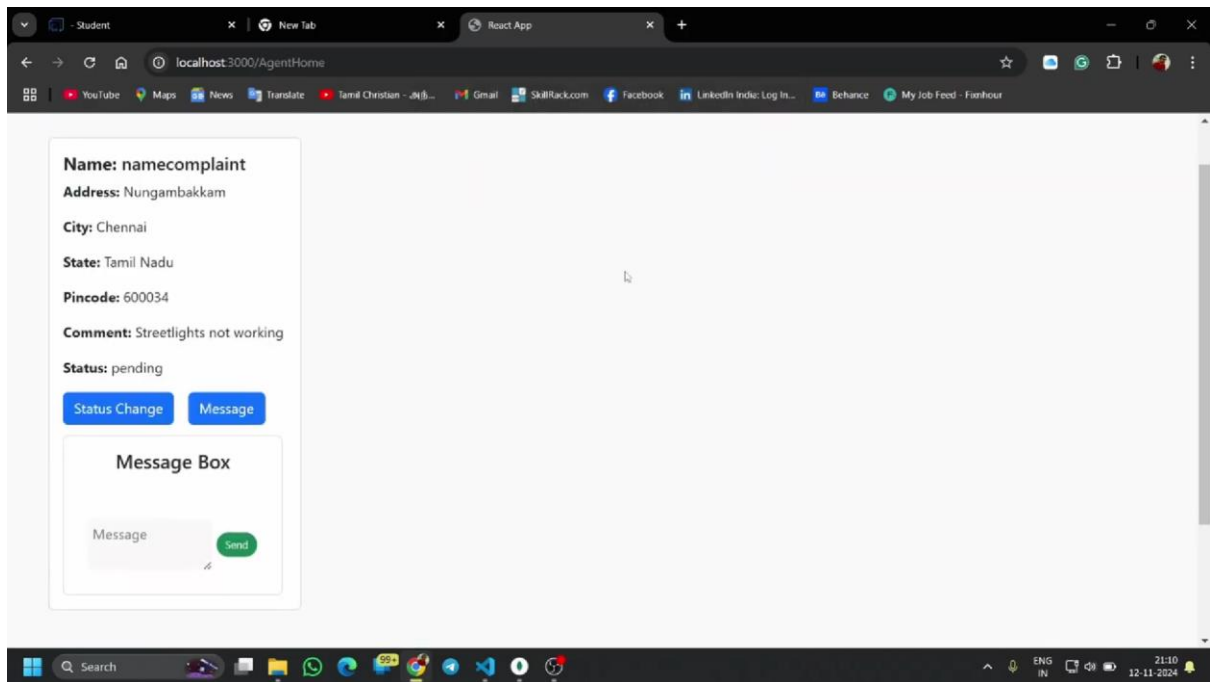 - Student
New Tab
React App
localhost:3000/AgentHome
YouTube
Maps
News
Translate
Tamil Christian -
Gmail
SkillRack.com
Facebook
LinkedIn India: Log In...
Behance
My Job Feed - Firnhour
Name: namecomplaint
Address: Nungambakkam
City: Chennai
State: Tamil Nadu
Pincode: 600034
Comment: Streetlights not working
Status: pending
Status Change
Message
Message Box
Message
Send
Search
99+
ENG
IN
21:10
12-11-2024